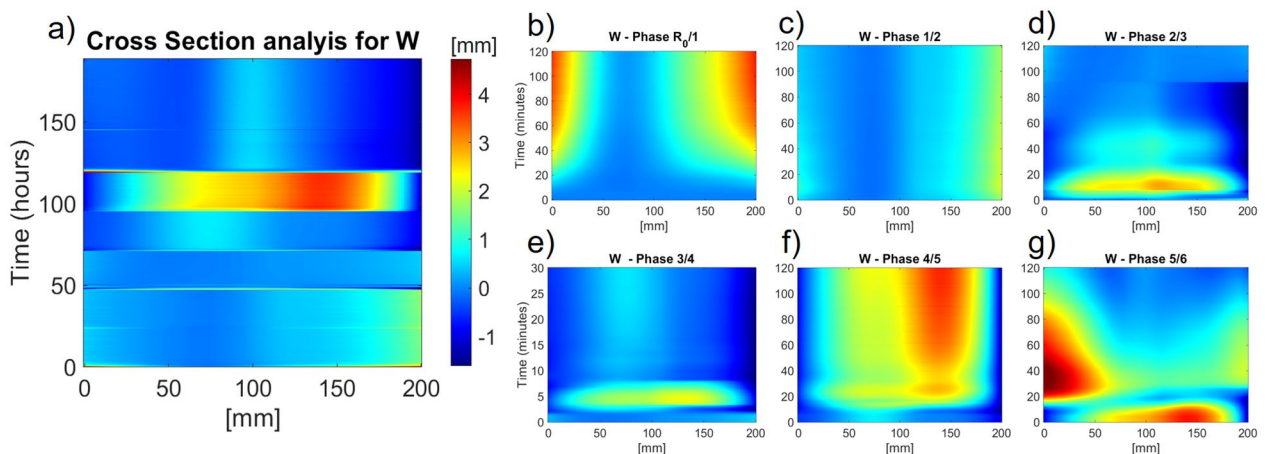 a)
Cross Section analyis for W
[mm]
Time (hours)
150
100
50
0
0 50 100 150 200
[mm]
4
3
2
1
0
-1
b)
W - Phase R0/1
Time (minutes)
120
100
80
60
40
20
0
0 50 100 150 200
[mm]
c)
W - Phase 1/2
120
100
80
60
40
20
0
0 50 100 150 200
[mm]
d)
W - Phase 2/3
120
100
80
60
40
20
0
0 50 100 150 200
[mm]
e)
W - Phase 3/4
Time (minutes)
30
25
20
15
10
5
0
0 50 100 150 200
[mm]
f)
W - Phase 4/5
120
100
80
60
40
20
0
0 50 100 150 200
[mm]
g)
W - Phase 5/6
120
100
80
60
40
20
0
0 50 100 150 200
[mm]